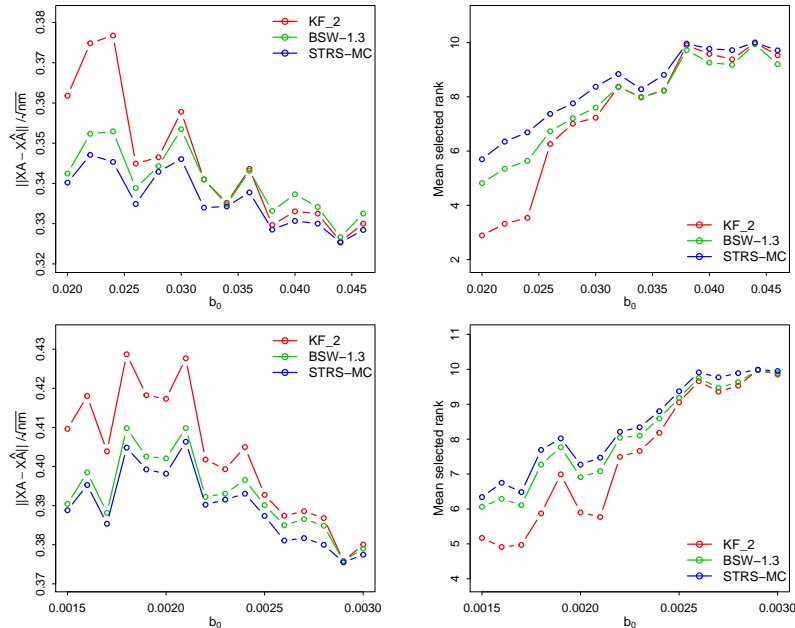 ||XA − XÂ|| /√nm
0.32 0.33 0.34 0.35 0.36 0.37 0.38
KF_2
BSW−1.3
STRS−MC
0.020 0.025 0.030 0.035 0.040 0.045
b₀
Mean selected rank
2 4 6 8 10
KF_2
BSW−1.3
STRS−MC
0.020 0.025 0.030 0.035 0.040 0.045
b₀
||XA − XÂ|| /√nm
0.37 0.38 0.39 0.40 0.41 0.42 0.43
KF_2
BSW−1.3
STRS−MC
0.0015 0.0020 0.0025 0.0030
b₀
Mean selected rank
4 5 6 7 8 9 10 11
KF_2
BSW−1.3
STRS−MC
0.0015 0.0020 0.0025 0.0030
b₀